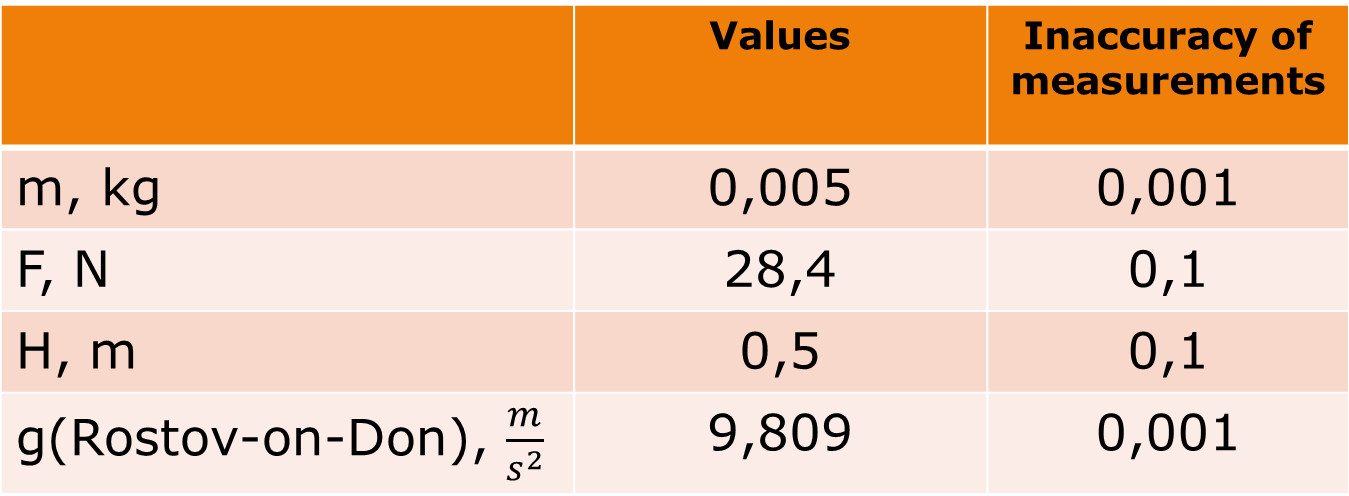 Values
Inaccuracy of
measurements
m, kg 0,005 0,001
F, N 28,4 0,1
H, m 0,5 0,1
g(Rostov-on-Don), m/s² 9,809 0,001